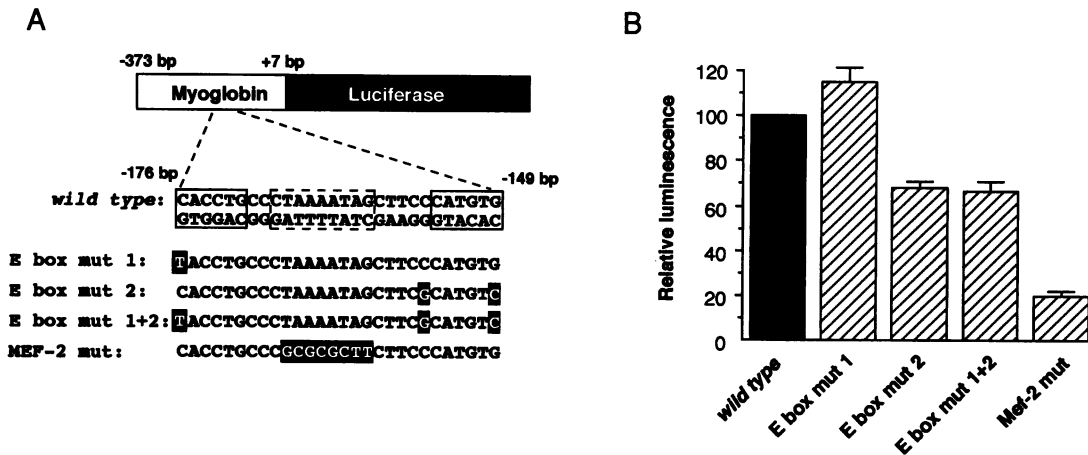 A
-373 bp
+7 bp
Myoglobin
Luciferase
-176 bp
-149 bp
wild type: CACCTGCCCTAAAATAGCTTCCCATGTG
GTGGACGGGATTTTATCGAAGGGTACAC
E box mut 1: TACCTGCCCTAAAATAGCTTCCCATGTG
E box mut 2: CACCTGCCCTAAAATAGCTTCGCATGTC
E box mut 1+2: TACCTGCCCTAAAATAGCTTCGCATGTC
MEF-2 mut: CACCTGCCCGCGCGCTTCTTCCCATGTG
B
Relative luminescence
120
100
80
60
40
20
0
wild type
E box mut 1
E box mut 2
E box mut 1+2
Mef-2 mut